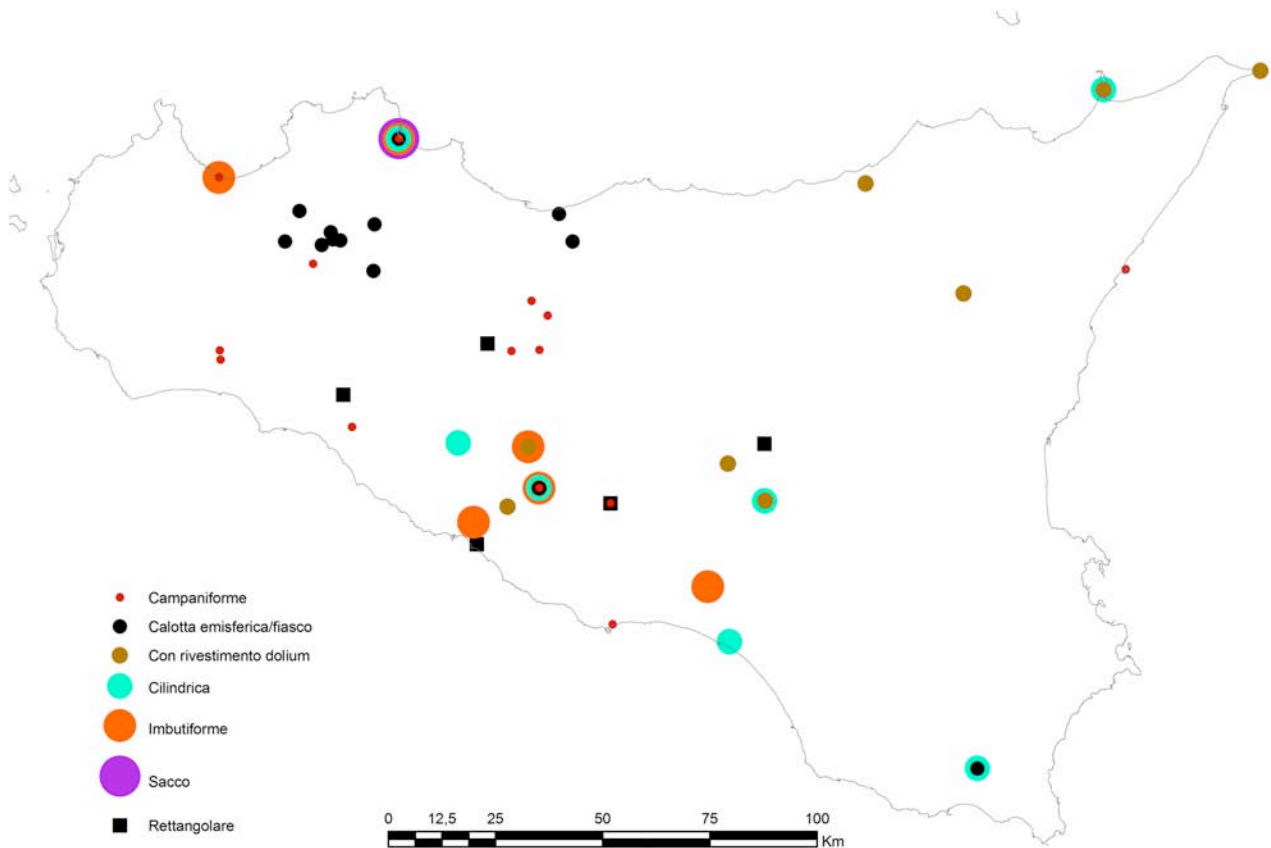 Campaniforme
Calotta emisferica/fiasco
Con rivestimento dolium
Cilindrica
Imbutiforme
Sacco
Rettangolare
0 12,5 25 50 75 100
Km